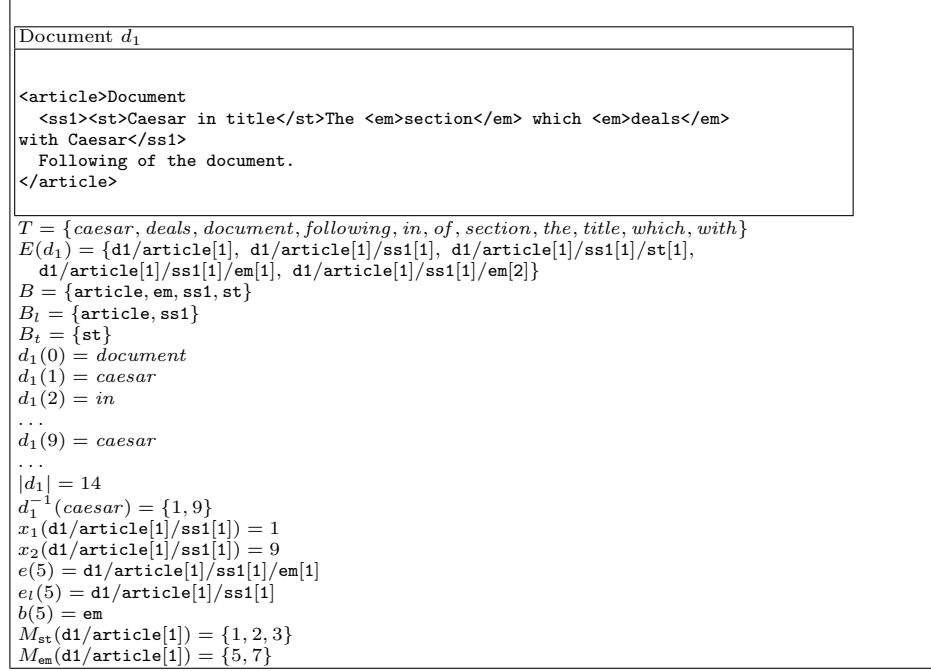 Document d₁
<article>Document
<ss1><st>Caesar in title</st>The <em>section</em> which <em>deals</em>
with Caesar</ss1>
Following of the document.
</article>
T = {caesar, deals, document, following, in, of, section, the, title, which, with}
E(d₁) = {d1/article[1], d1/article[1]/ss1[1], d1/article[1]/ss1[1]/st[1],
d1/article[1]/ss1[1]/em[1], d1/article[1]/ss1[1]/em[2]}
B = {article, em, ss1, st}
Bₗ = {article, ss1}
Bₜ = {st}
d₁(0) = document
d₁(1) = caesar
d₁(2) = in
...
d₁(9) = caesar
...
|d₁| = 14
d₁⁻¹(caesar) = {1, 9}
x₁(d1/article[1]/ss1[1]) = 1
x₂(d1/article[1]/ss1[1]) = 9
e(5) = d1/article[1]/ss1[1]/em[1]
eₗ(5) = d1/article[1]/ss1[1]
b(5) = em
M_st(d1/article[1]) = {1, 2, 3}
M_em(d1/article[1]) = {5, 7}